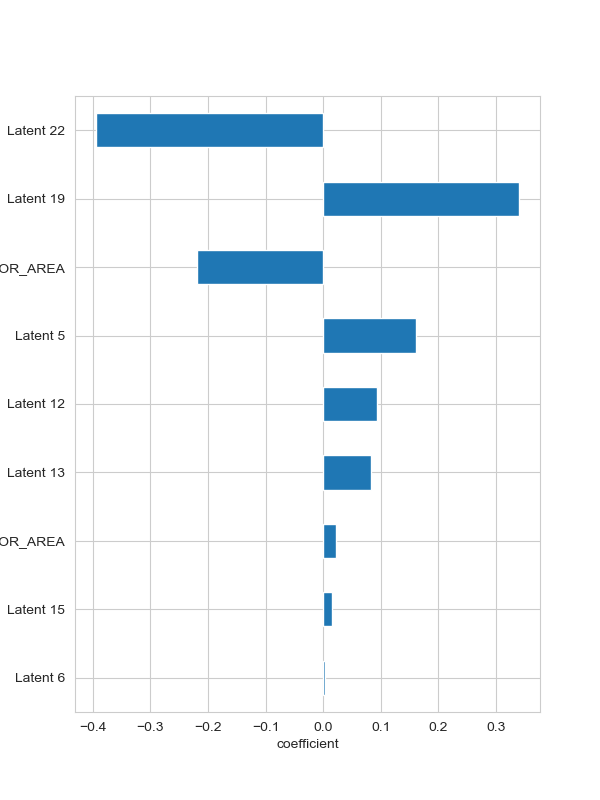 Latent 22
Latent 19
OR_AREA
Latent 5
Latent 12
Latent 13
OR_AREA
Latent 15
Latent 6
−0.4 −0.3 −0.2 −0.1 0.0 0.1 0.2 0.3
coefficient